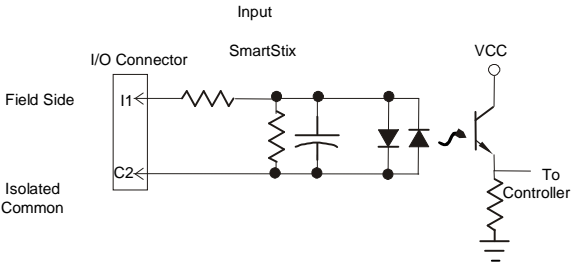 Input
SmartStix
I/O Connector
VCC
Field Side
I1
C2
To
Controller
Isolated
Common